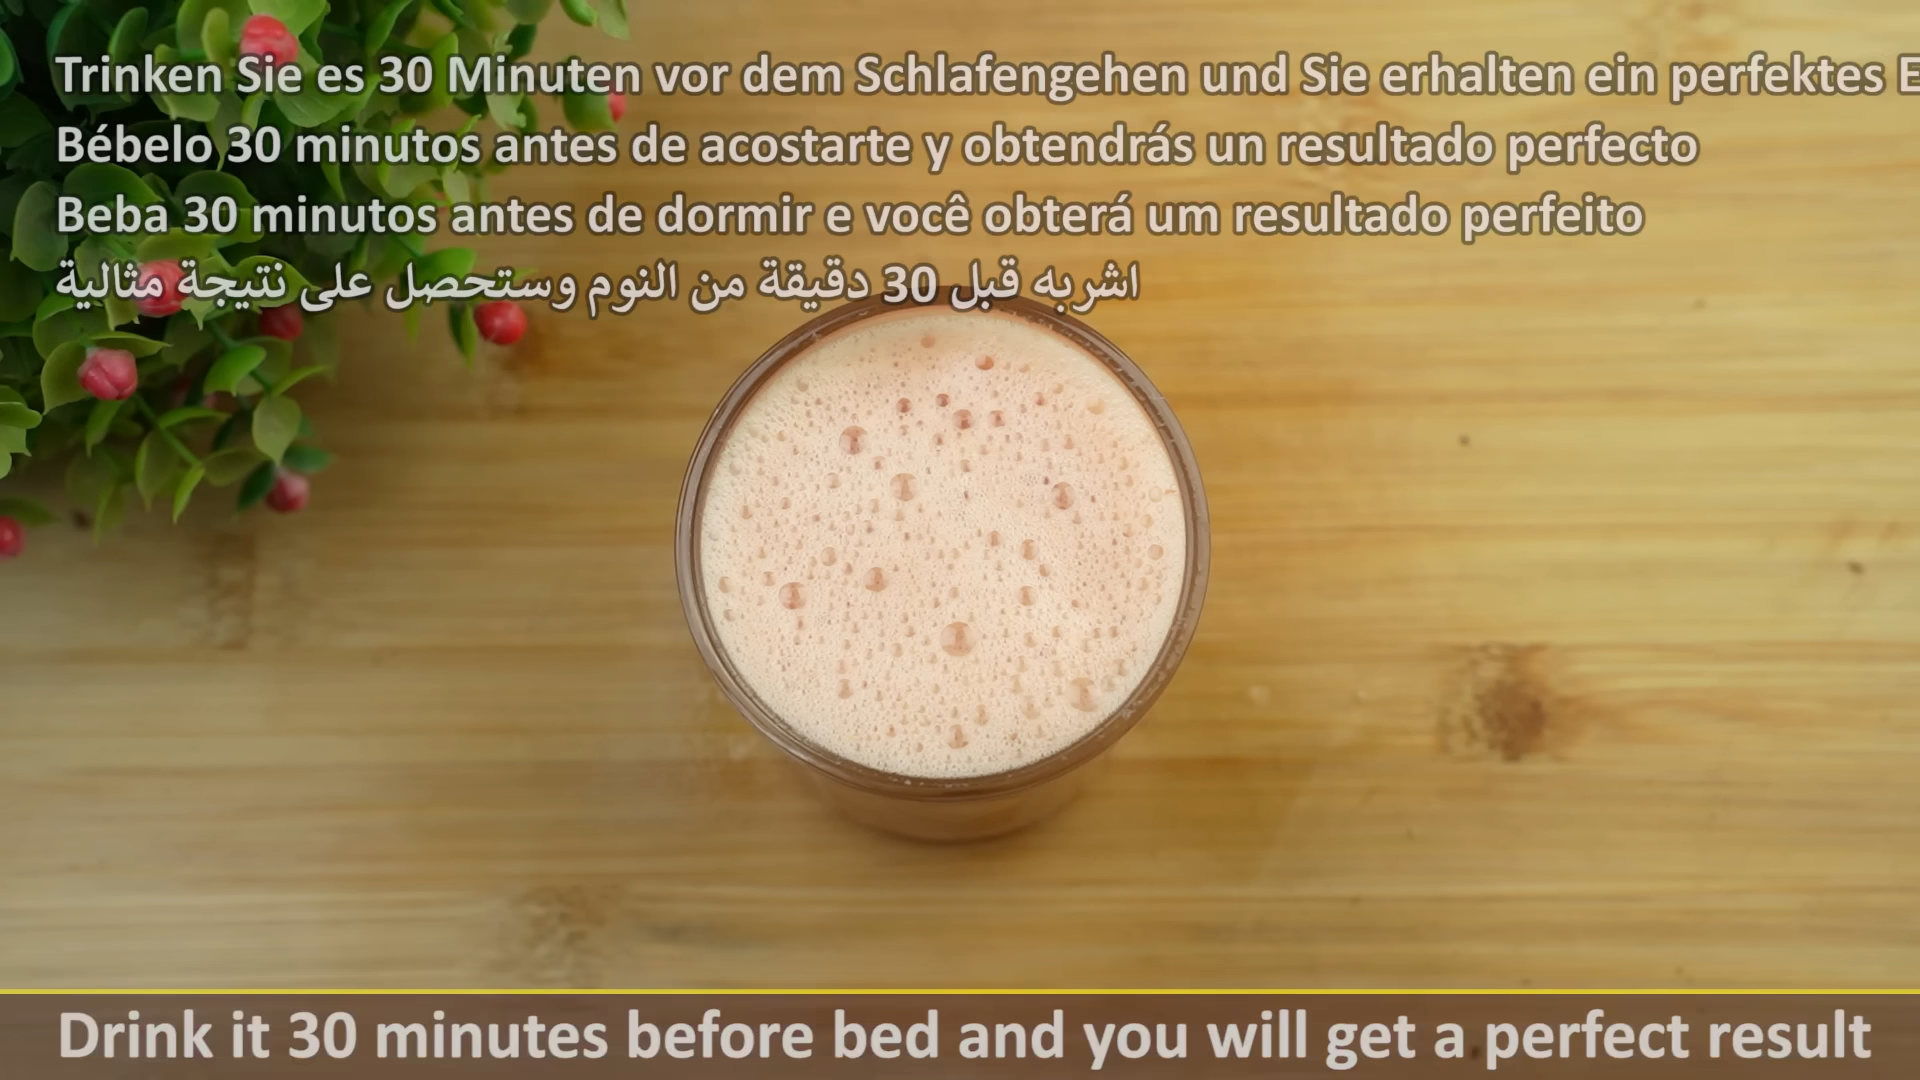 Trinken Sie es 30 Minuten vor dem Schlafengehen und Sie erhalten ein perfektes
Bébelo 30 minutos antes de acostarte y obtendrás un resultado perfecto
Beba 30 minutos antes de dormir e você obterá um resultado perfeito
اشربه قبل 30 دقيقة من النوم وستحصل على نتيجة مثالية
Drink it 30 minutes before bed and you will get a perfect result